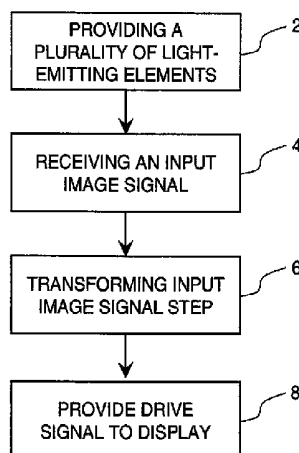 PROVIDING A
PLURALITY OF LIGHT-
EMITTING ELEMENTS
2
RECEIVING AN INPUT
IMAGE SIGNAL
4
TRANSFORMING INPUT
IMAGE SIGNAL STEP
6
PROVIDE DRIVE
SIGNAL TO DISPLAY
8